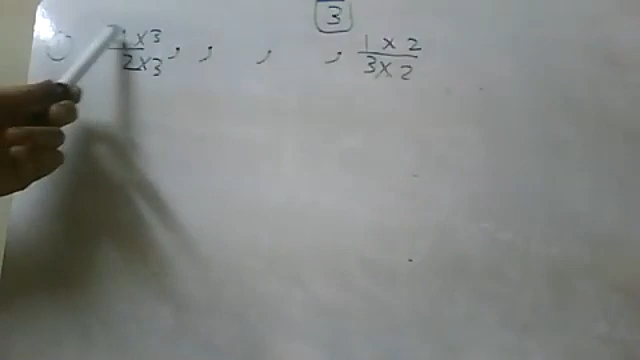 3
1 x 3 , , , , 1 x 2
2 x 3 3 x 2